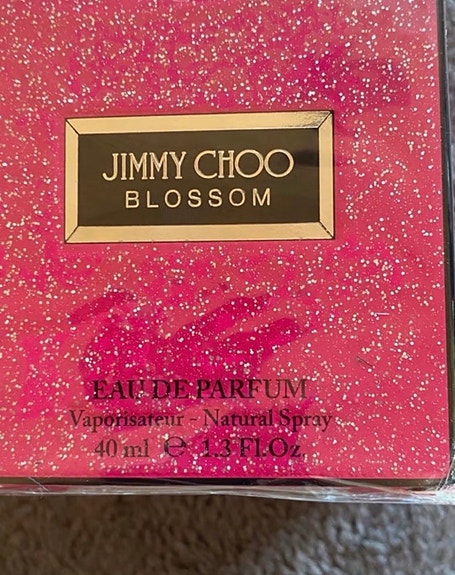 JIMMY CHOO
BLOSSOM
EAU DE PARFUM
Vaporisateur - Natural Spray
40 ml ℮ 1.3 Fl.Oz